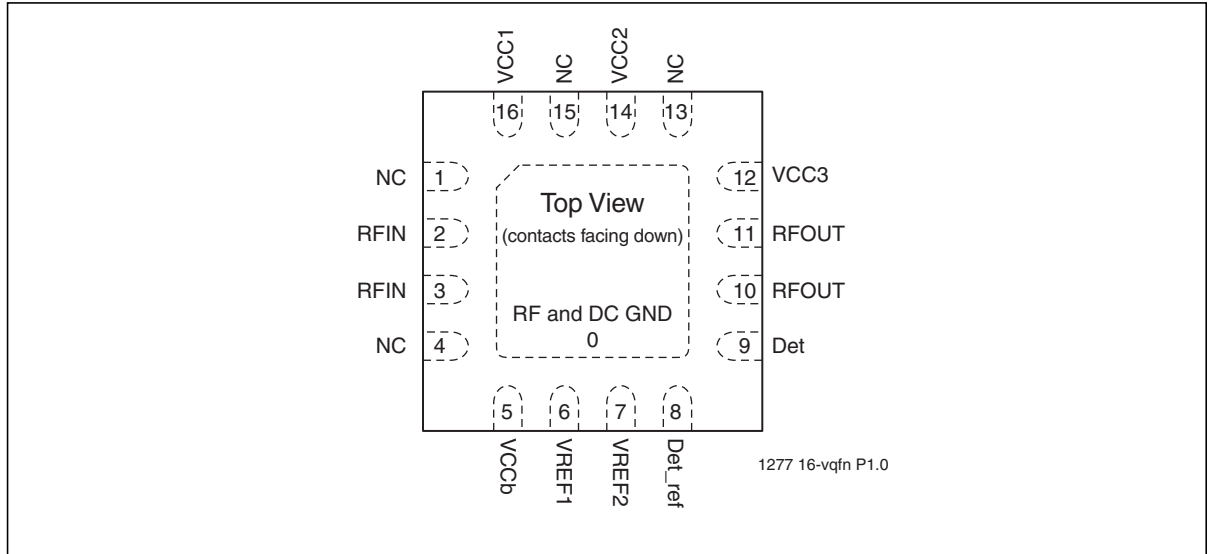 VCC1 NC VCC2 NC
16 15 14 13
NC 1
12 VCC3
Top View
RFIN 2
(contacts facing down)
11 RFOUT
RFIN 3
10 RFOUT
RF and DC GND
0
NC 4
9 Det
5 6 7 8
VCCb VREF1 VREF2 Det_ref
1277 16-vqfn P1.0